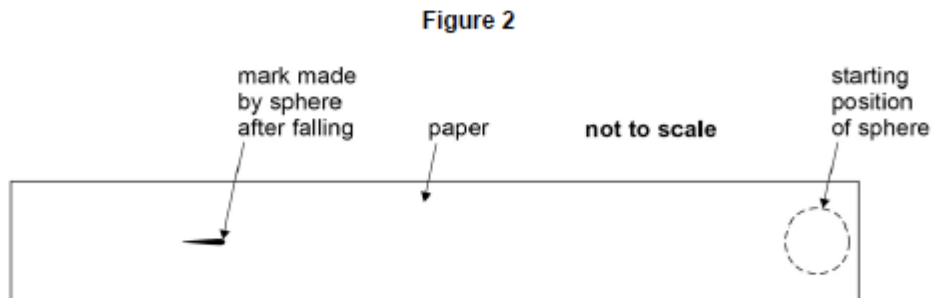 Figure 2
mark made
by sphere
after falling
paper
not to scale
starting
position
of sphere